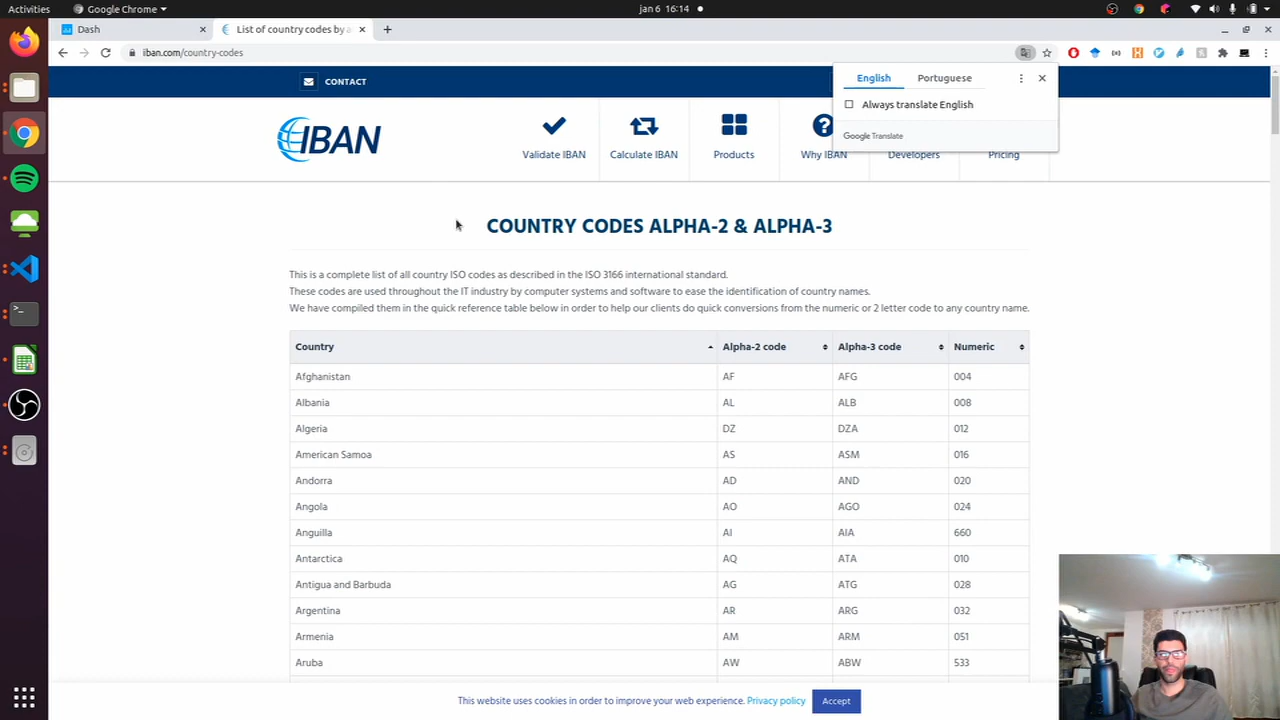 Activities
Google Chrome
jan 6 16:14
Dash
List of country codes by a
iban.com/country-codes
English
Portuguese
Always translate English
Google Translate
CONTACT
IBAN
Validate IBAN
Calculate IBAN
Products
Why IBAN
Developers
Pricing
COUNTRY CODES ALPHA-2 & ALPHA-3
This is a complete list of all country ISO codes as described in the ISO 3166 international standard.
These codes are used throughout the IT industry by computer systems and software to ease the identification of country names.
We have compiled them in the quick reference table below in order to help our clients do quick conversions from the numeric or 2 letter code to any country name.
Country Alpha-2 code Alpha-3 code Numeric
Afghanistan AF AFG 004
Albania AL ALB 008
Algeria DZ DZA 012
American Samoa AS ASM 016
Andorra AD AND 020
Angola AO AGO 024
Anguilla AI AIA 660
Antarctica AQ ATA 010
Antigua and Barbuda AG ATG 028
Argentina AR ARG 032
Armenia AM ARM 051
Aruba AW ABW 533
This website uses cookies in order to improve your web experience. Privacy policy
Accept